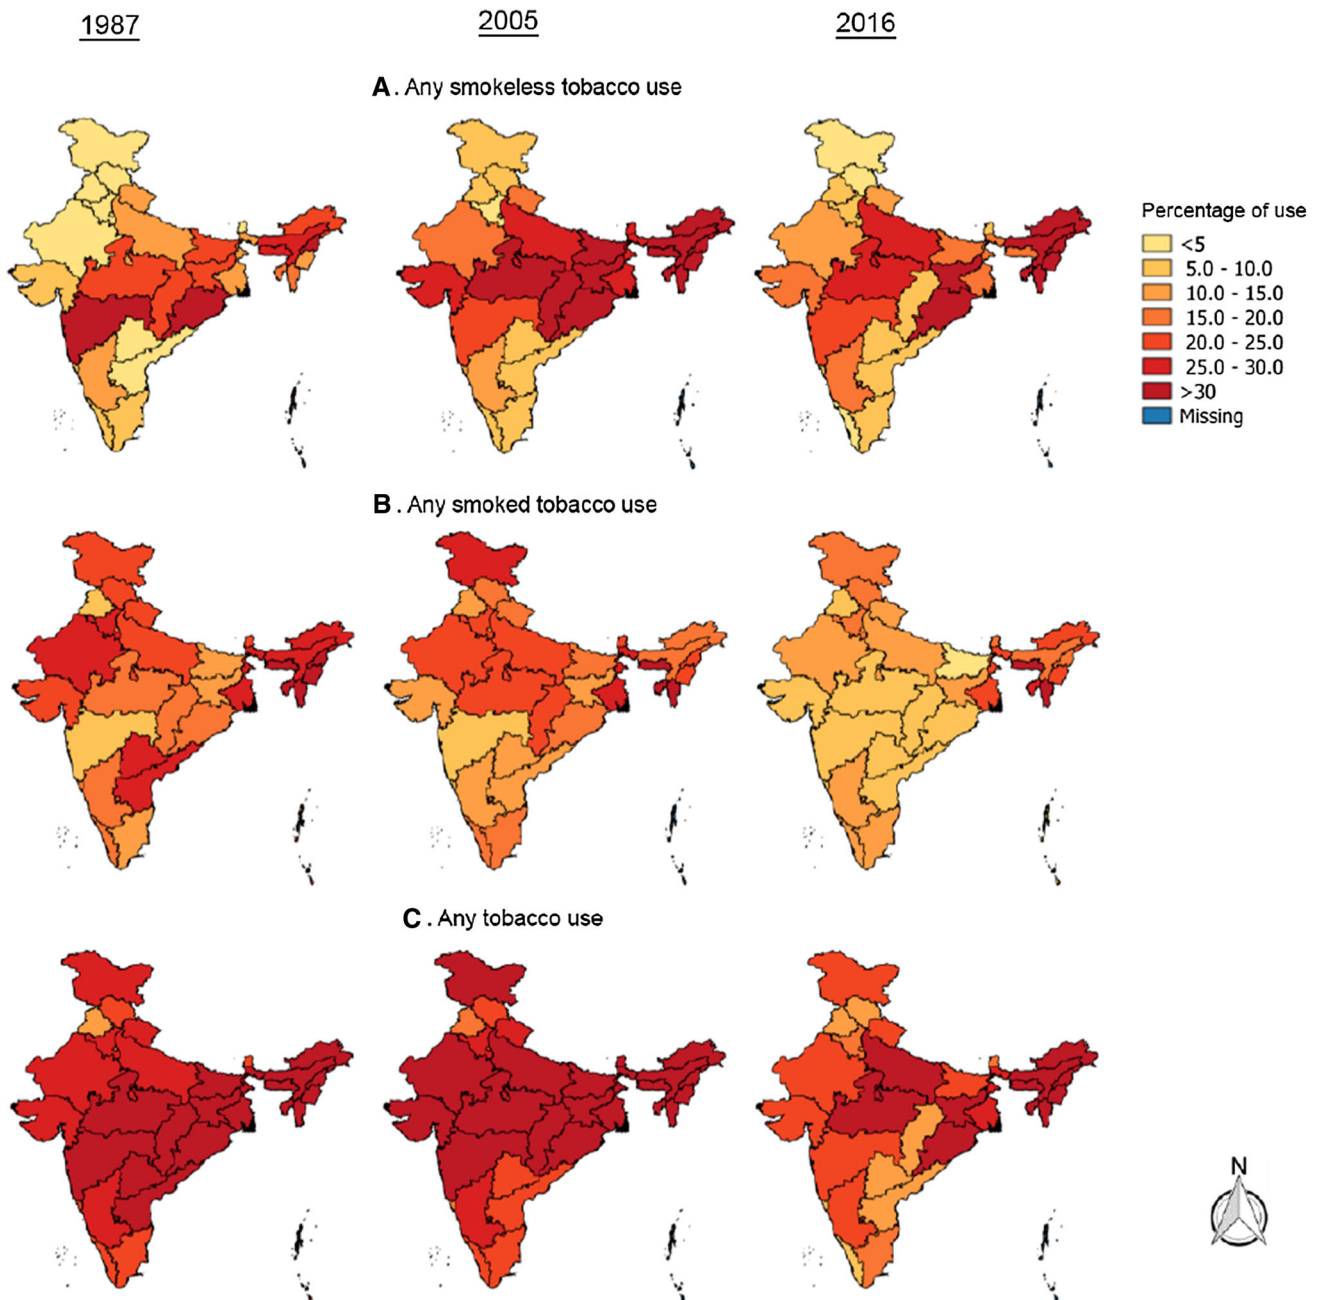 1987
2005
2016
A. Any smokeless tobacco use
Percentage of use
<5
5.0 - 10.0
10.0 - 15.0
15.0 - 20.0
20.0 - 25.0
25.0 - 30.0
>30
Missing
B. Any smoked tobacco use
C. Any tobacco use
N